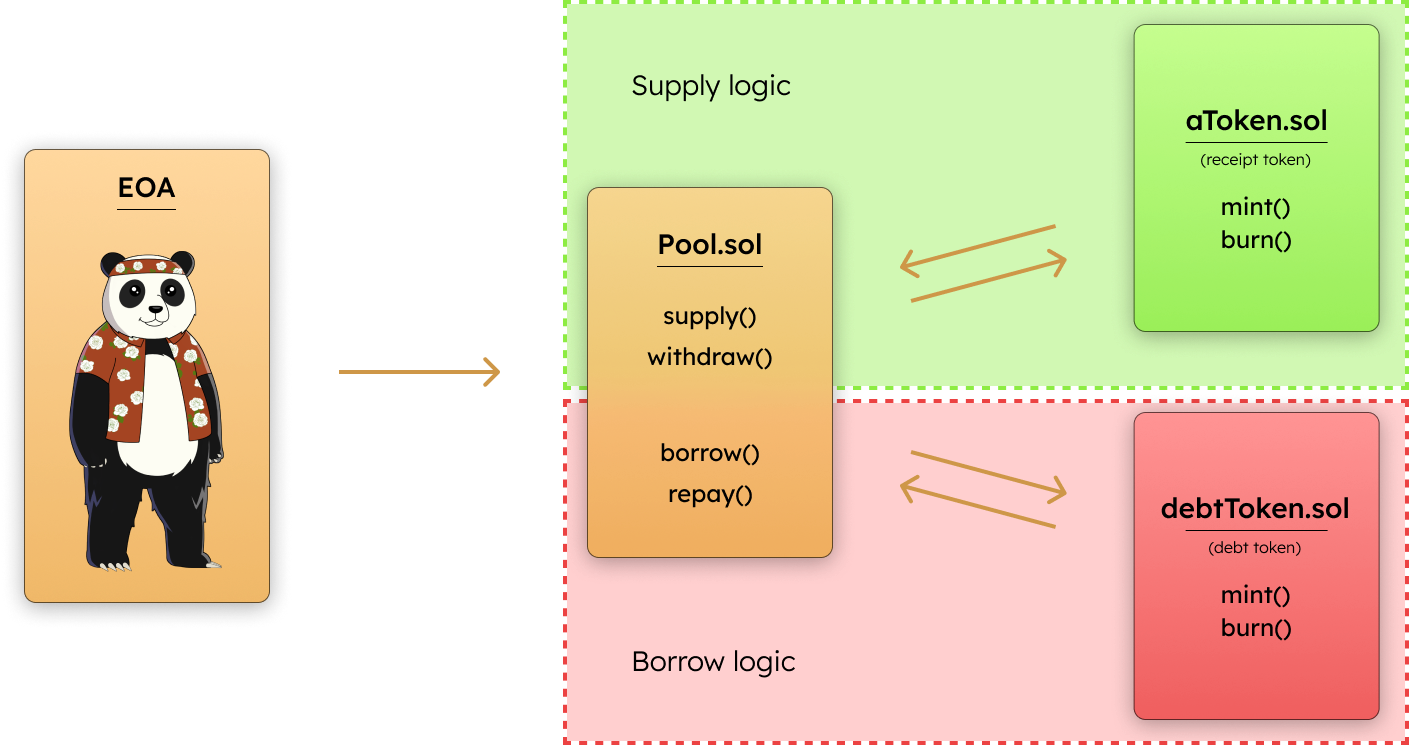 EOA
Supply logic
Pool.sol
supply()
withdraw()
borrow()
repay()
Borrow logic
aToken.sol
(receipt token)
mint()
burn()
debtToken.sol
(debt token)
mint()
burn()